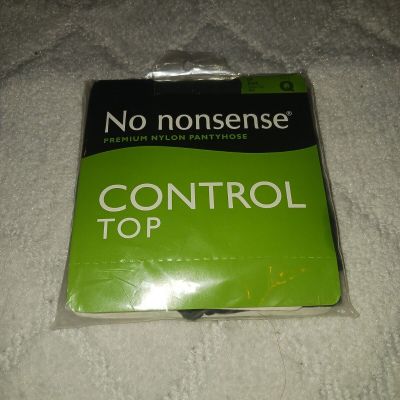 Q
No nonsense®
PREMIUM NYLON PANTYHOSE
CONTROL
TOP